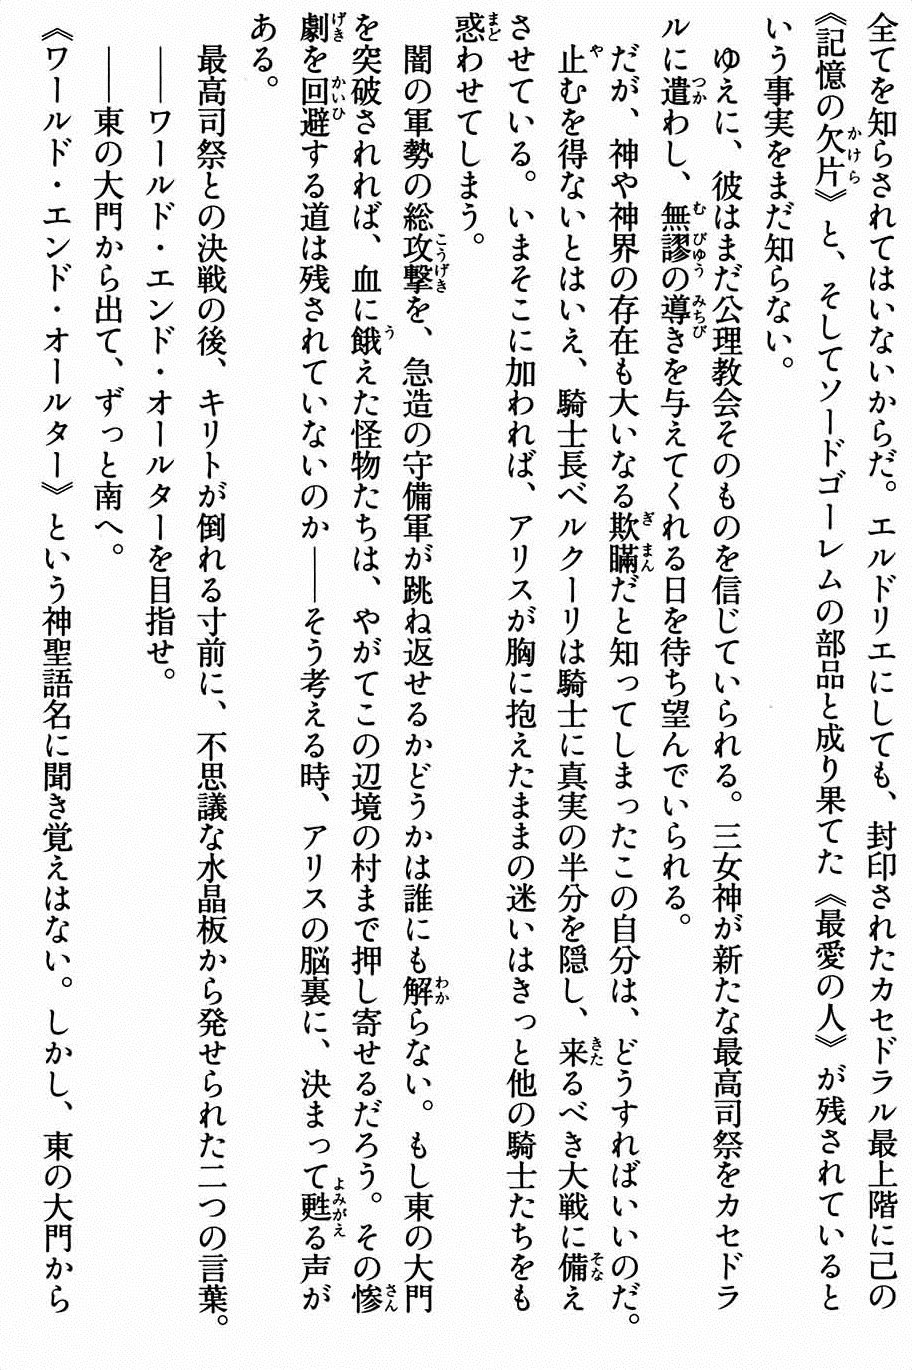 全てを知らされてはいないからだ。エルドリエにしても、封印されたカセドラル最上階に己の
《記憶の欠片》と、そしてソードゴーレムの部品と成り果てた《最愛の人》が残されていると
いう事実をまだ知らない。
　ゆえに、彼はまだ公理教会そのものを信じていられる。三女神が新たな最高司祭をカセドラ
ルに遣わし、無謬の導きを与えてくれる日を待ち望んでいられる。
　だが、神や神界の存在も大いなる欺瞞だと知ってしまったこの自分は、どうすればいいのだ。
　止むを得ないとはいえ、騎士長ベルクーリは騎士に真実の半分を隠し、来るべき大戦に備え
させている。いまそこに加われば、アリスが胸に抱えたままの迷いはきっと他の騎士たちをも
惑わせてしまう。
　闇の軍勢の総攻撃を、急造の守備軍が跳ね返せるかどうかは誰にも解らない。もし東の大門
を突破されれば、血に餓えた怪物たちは、やがてこの辺境の村まで押し寄せるだろう。その惨
劇を回避する道は残されていないのか――そう考える時、アリスの脳裏に、決まって甦る声が
ある。
　最高司祭との決戦の後、キリトが倒れる寸前に、不思議な水晶板から発せられた二つの言葉。
　――ワールド・エンド・オールターを目指せ。
　――東の大門から出て、ずっと南へ。
《ワールド・エンド・オールター》という神聖語名に聞き覚えはない。しかし、東の大門から